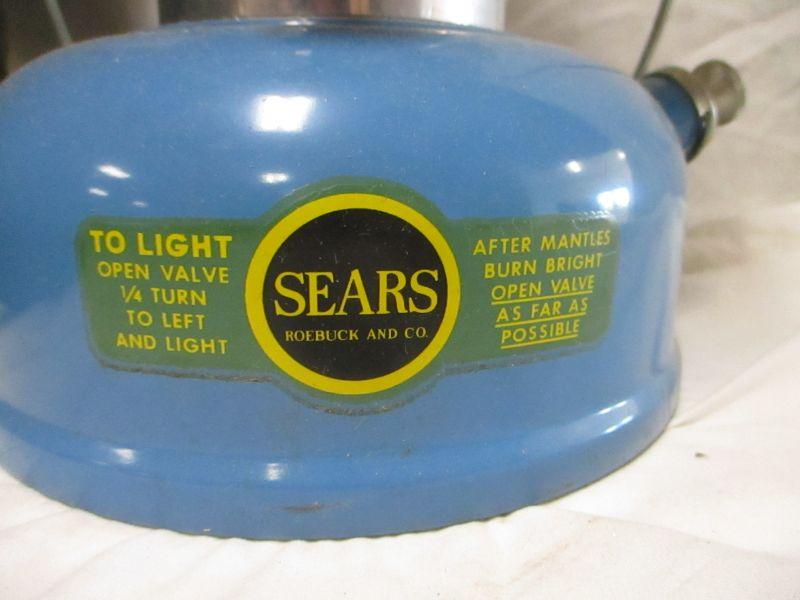 TO LIGHT
OPEN VALVE
1/4 TURN
TO LEFT
AND LIGHT
SEARS
ROEBUCK AND CO.
AFTER MANTLES
BURN BRIGHT
OPEN VALVE
AS FAR AS
POSSIBLE